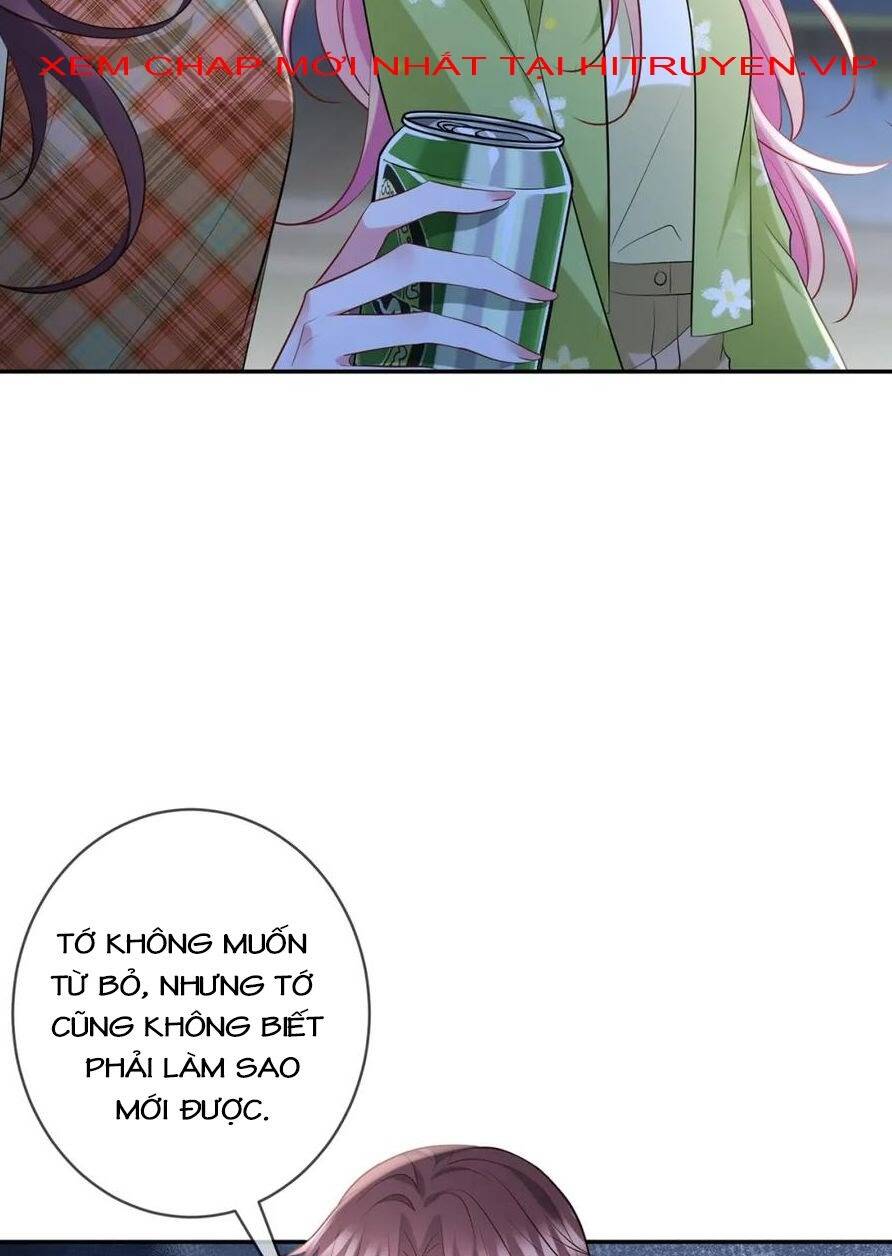 XEM CHAP MỚI NHẤT TẠI HITRUYEN.VIP
TỚ KHÔNG MUỐN
TỪ BỎ, NHƯNG TỚ
CŨNG KHÔNG BIẾT
PHẢI LÀM SAO
MỚI ĐƯỢC.